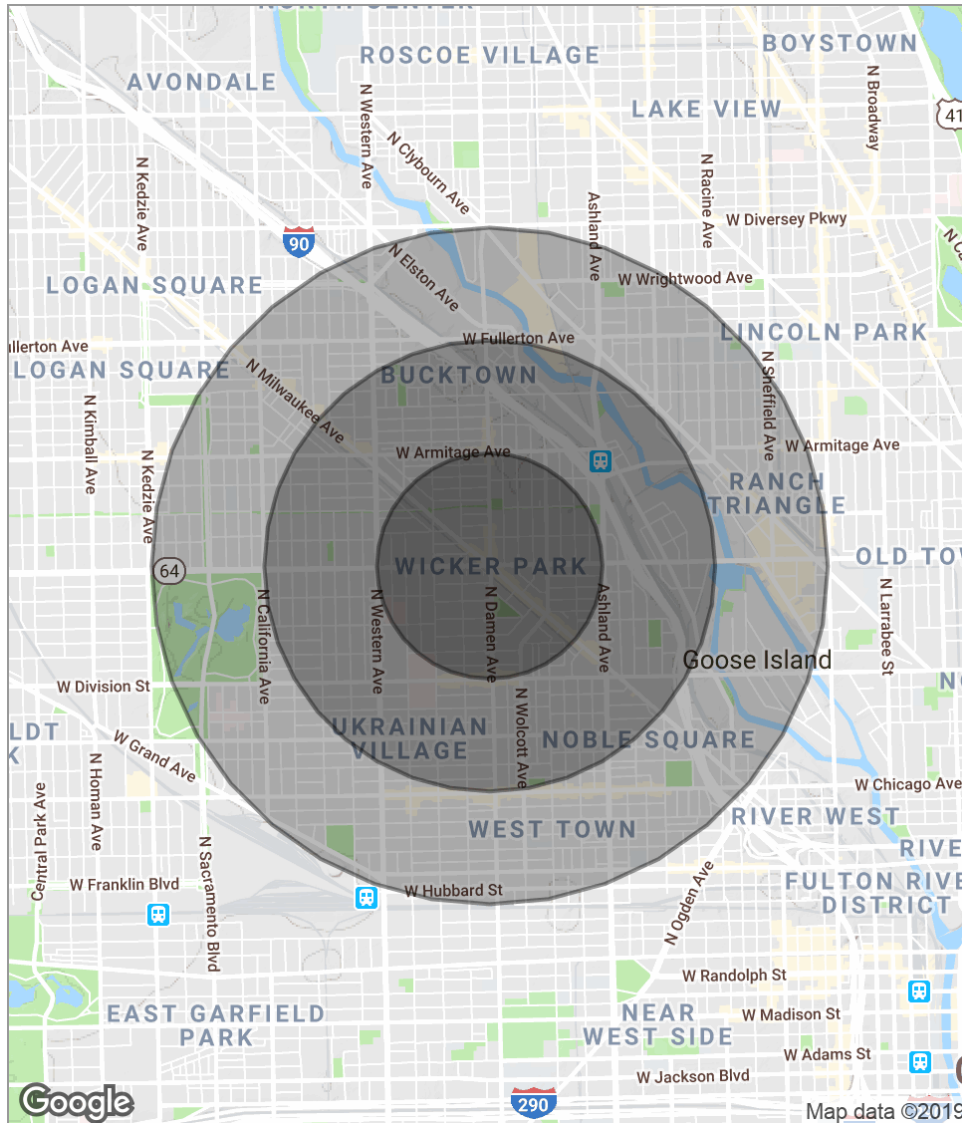 NORTH CENTER
ROSCOE VILLAGE
BOYSTOWN
AVONDALE
N Broadway
LAKE VIEW
41
N Western Ave
N Clybourn Ave
N Kedzie Ave
N Racine Ave
Ashland Ave
W Diversey Pkwy
90
N Elston Ave
W Wrightwood Ave
LOGAN SQUARE
LINCOLN PARK
W Fullerton Ave
ullerton Ave
LOGAN SQUARE
BUCKTOWN
N Milwaukee Ave
N Sheffield Ave
N Kimball Ave
N Kedzie Ave
W Armitage Ave
W Armitage Ave
RANCH
TRIANGLE
WICKER PARK
OLD TOW
64
N California Ave
N Western Ave
N Damen Ave
Ashland Ave
N Larrabee St
Goose Island
W Division St
NO
LDT
K
UKRAINIAN
VILLAGE
N Wolcott Ave
NOBLE SQUARE
W Grand Ave
N Homan Ave
Central Park Ave
W Chicago Ave
WEST TOWN
RIVER WEST
RIVE
N Sacramento Blvd
W Franklin Blvd
W Hubbard St
N Ogden Ave
FULTON RIVE
DISTRICT
W Randolph St
EAST GARFIELD
PARK
NEAR
WEST SIDE
W Madison St
W Adams St
W Jackson Blvd
Google
290
Map data ©2019